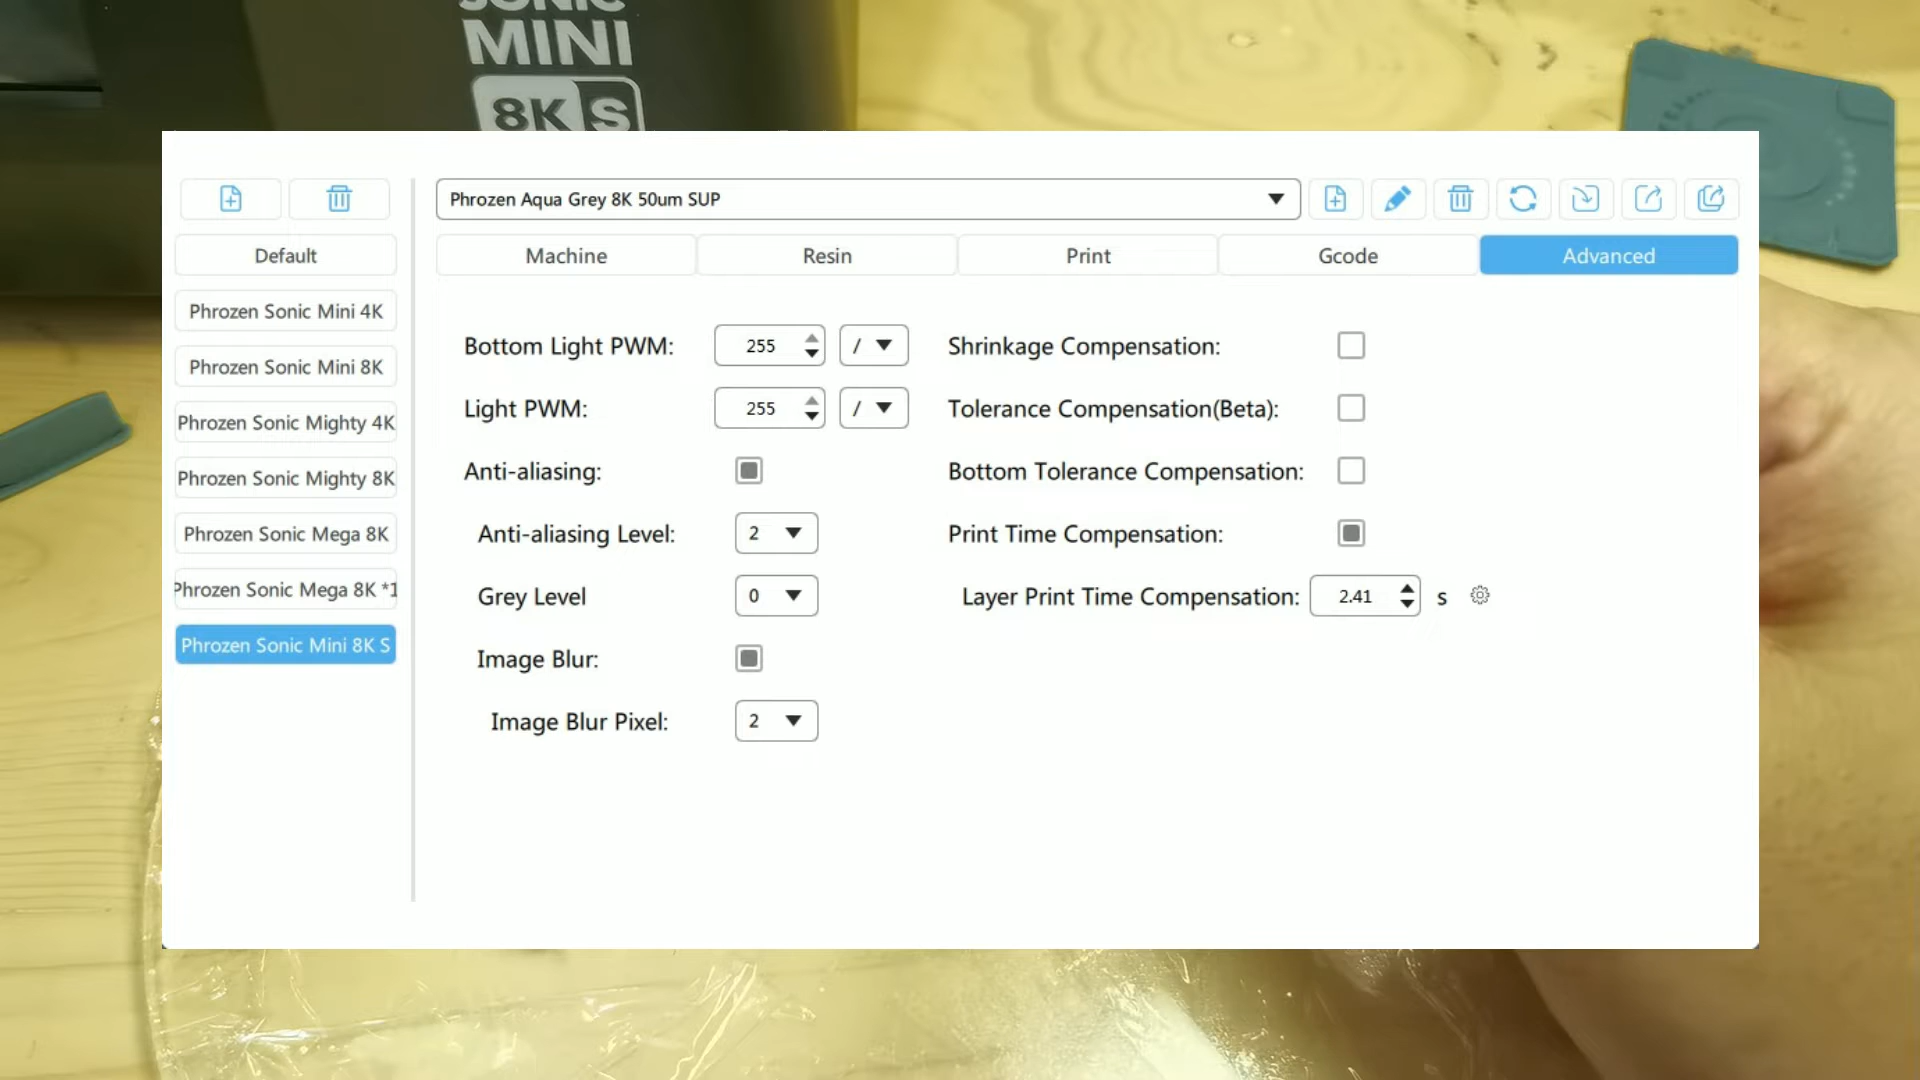 SONIC
MINI
8K S
Phrozen Aqua Grey 8K 50um SUP
Default
Machine
Resin
Print
Gcode
Advanced
Phrozen Sonic Mini 4K
Phrozen Sonic Mini 8K
Phrozen Sonic Mighty 4K
Phrozen Sonic Mighty 8K
Phrozen Sonic Mega 8K
Phrozen Sonic Mega 8K *1
Phrozen Sonic Mini 8K S
Bottom Light PWM: 255 /
Light PWM: 255 /
Anti-aliasing:
Anti-aliasing Level: 2
Grey Level 0
Image Blur:
Image Blur Pixel: 2
Shrinkage Compensation:
Tolerance Compensation(Beta):
Bottom Tolerance Compensation:
Print Time Compensation:
Layer Print Time Compensation: 2.41 s